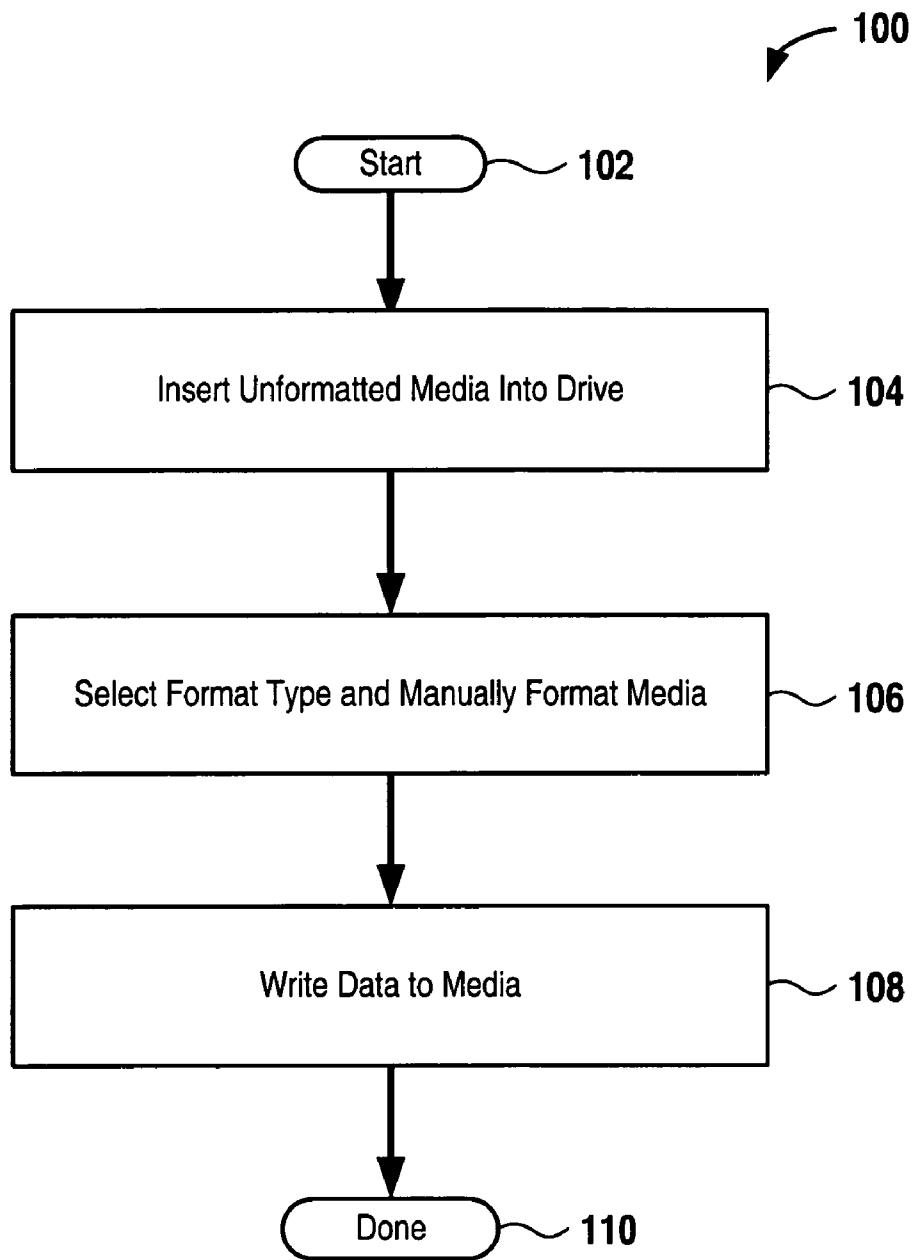 100
Start 102
Insert Unformatted Media Into Drive 104
Select Format Type and Manually Format Media 106
Write Data to Media 108
Done 110